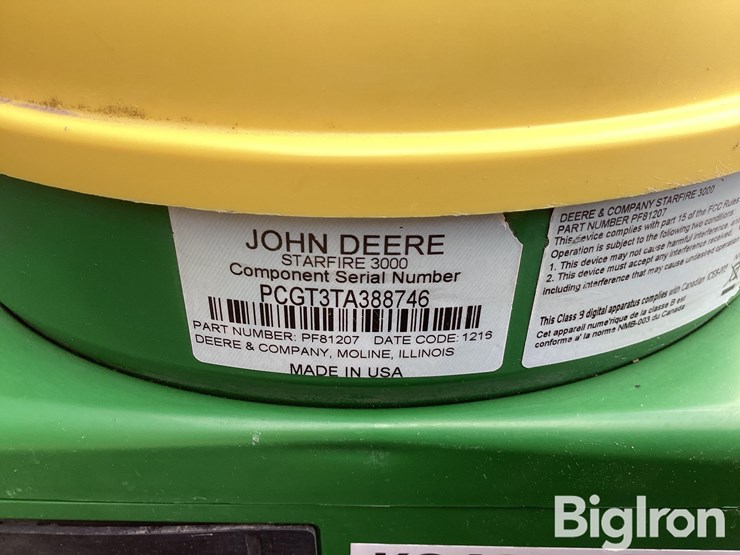 JOHN DEERE
STARFIRE 3000
Component Serial Number
PCGT3TA388746
PART NUMBER: PF81207 DATE CODE: 1216
DEERE & COMPANY, MOLINE, ILLINOIS
MADE IN USA
DEERE & COMPANY STARFIRE 3000
PART NUMBER PF81207
This device complies with part 15 of the FCC Rules
Operation is subject to the following two conditions:
1. This device may not cause harmful interference, and
2. This device must accept any interference received,
including interference that may cause undesired operation
This Class B digital apparatus complies with Canadian ICES-003
Cet appareil numérique de la classe B est
conforme a' la norme NMB-003 du Canada
BigIron